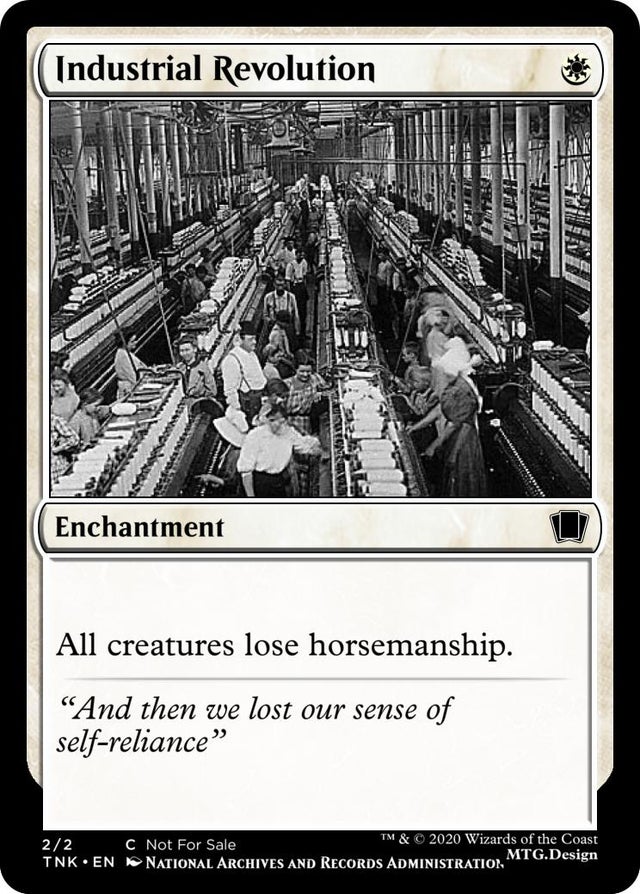 Industrial Revolution
Enchantment
All creatures lose horsemanship.
“And then we lost our sense of
self-reliance”
2/2 C Not For Sale
TNK • EN National Archives and Records Administration
™ & © 2020 Wizards of the Coast
MTG.Design